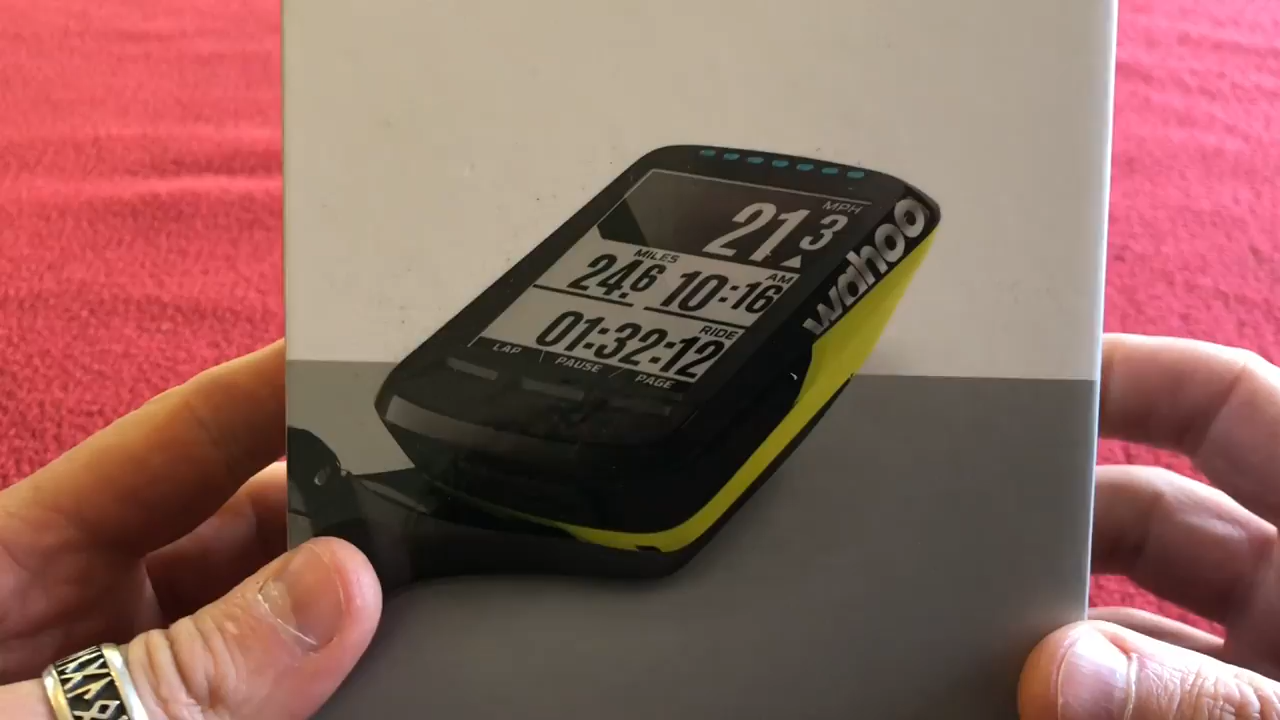 MPH
21.3
MILES
AM
24.6 10:16
RIDE
01:32:12
LAP PAUSE PAGE
wahoo